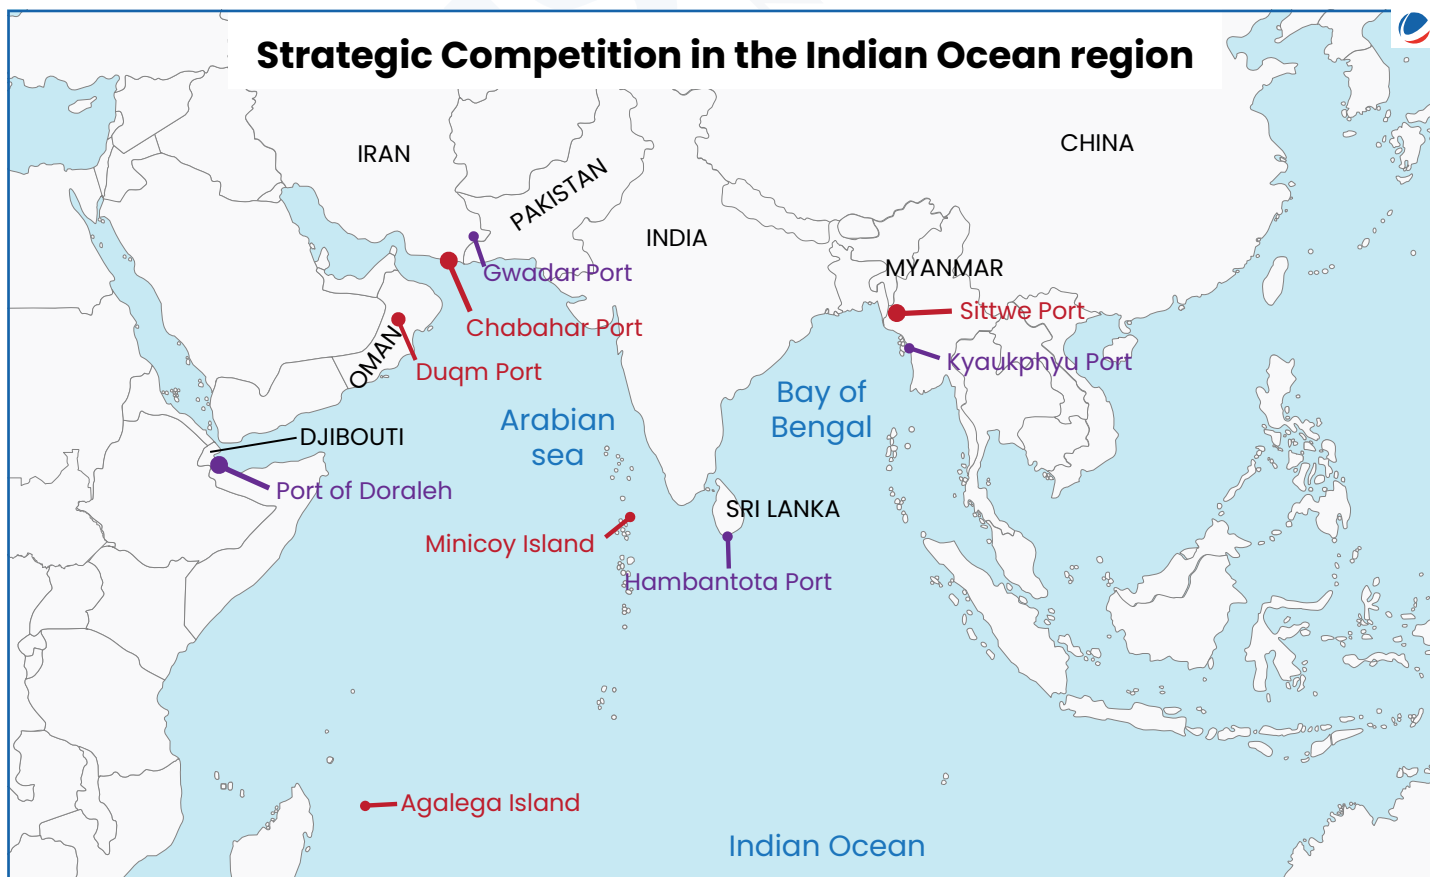 Strategic Competition in the Indian Ocean region
CHINA
IRAN
PAKISTAN
INDIA
Gwadar Port
MYANMAR
Sittwe Port
Chabahar Port
OMAN
Duqm Port
Kyaukphyu Port
Arabian
sea
Bay of
Bengal
DJIBOUTI
Port of Doraleh
SRI LANKA
Minicoy Island
Hambantota Port
Agalega Island
Indian Ocean